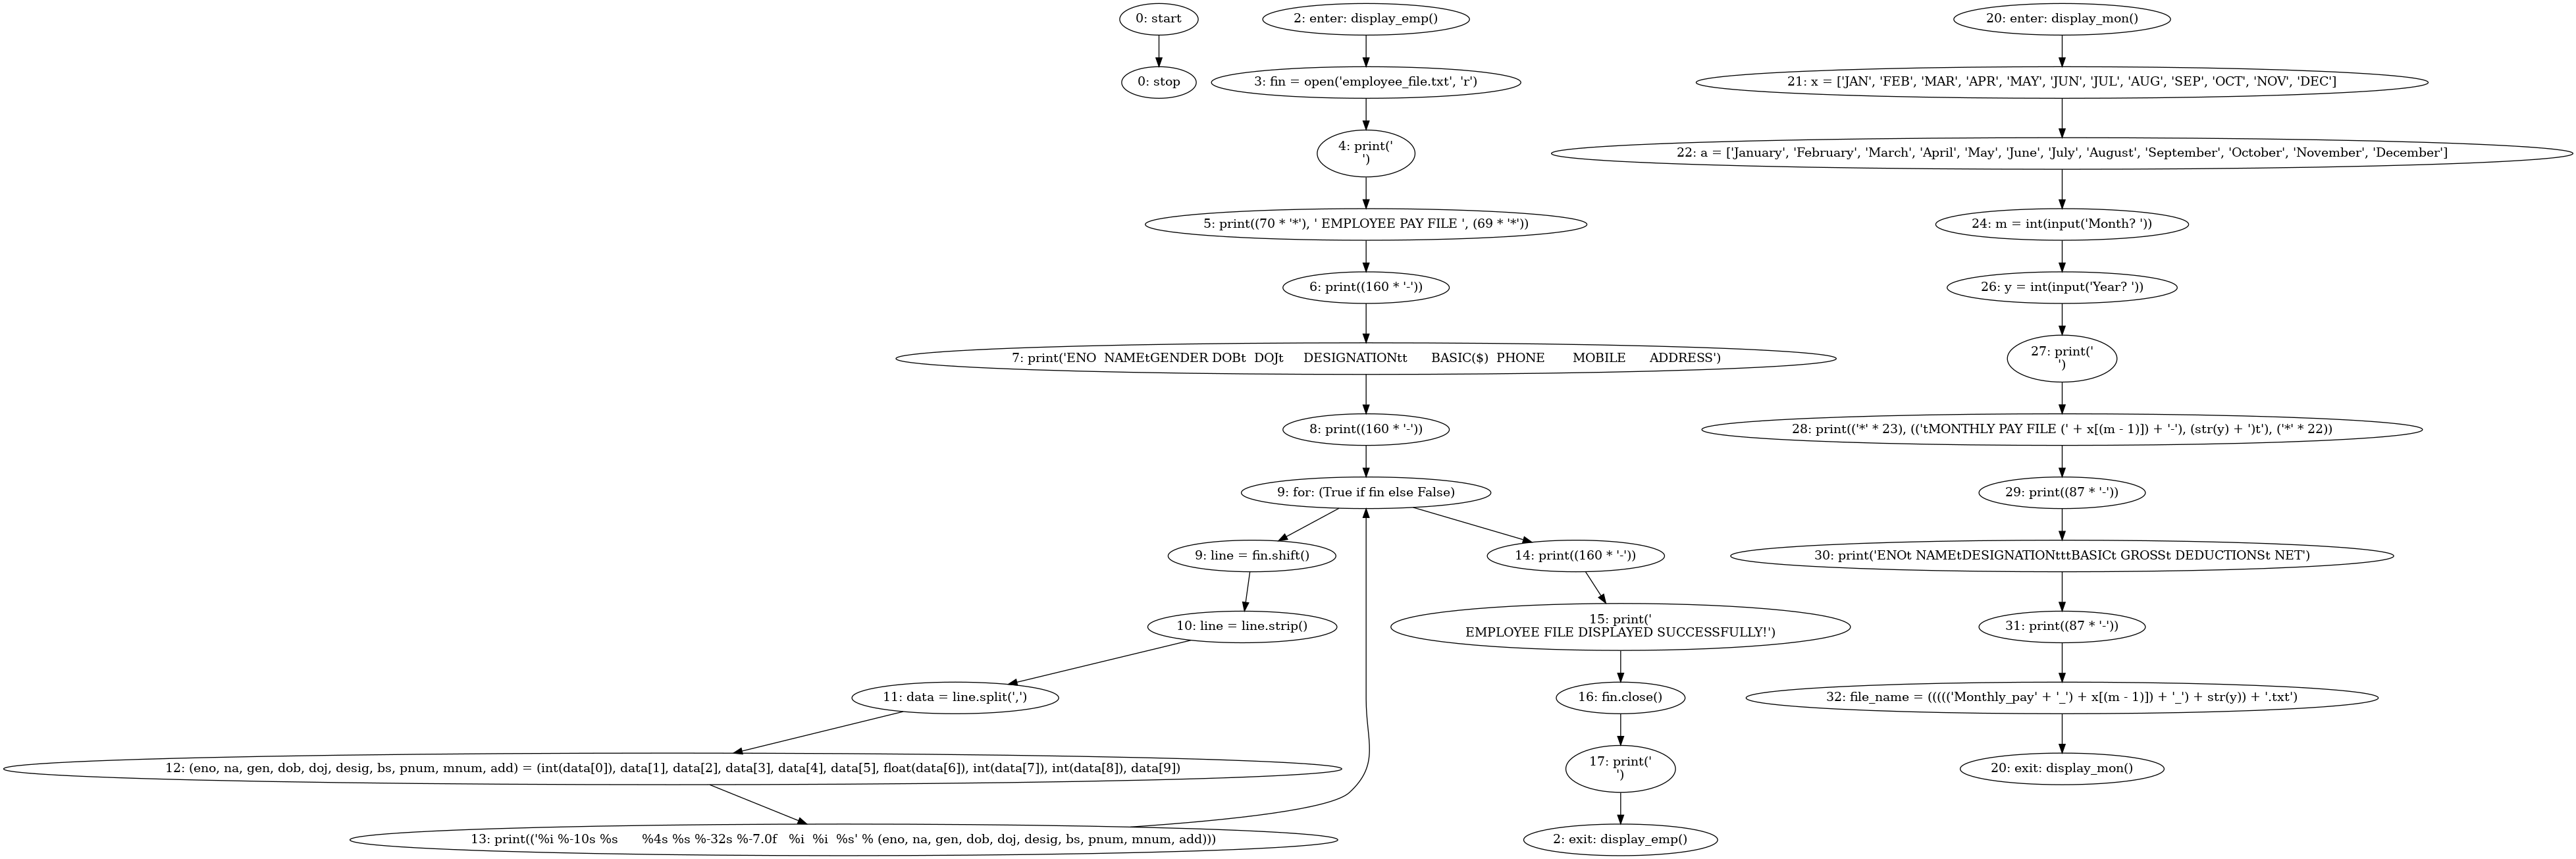 0: start
0: stop
2: enter: display_emp()
3: fin = open('employee_file.txt', 'r')
4: print('
')
5: print((70 * '*'), ' EMPLOYEE PAY FILE ', (69 * '*'))
6: print((160 * '-'))
7: print('ENO  NAMEtGENDER DOBt  DOJt     DESIGNATIONtt      BASIC($)  PHONE       MOBILE      ADDRESS')
8: print((160 * '-'))
9: for: (True if fin else False)
9: line = fin.shift()
10: line = line.strip()
11: data = line.split(',')
12: (eno, na, gen, dob, doj, desig, bs, pnum, mnum, add) = (int(data[0]), data[1], data[2], data[3], data[4], data[5], float(data[6]), int(data[7]), int(data[8]), data[9])
13: print(('%i %-10s %s      %4s %s %-32s %-7.0f   %i  %i  %s' % (eno, na, gen, dob, doj, desig, bs, pnum, mnum, add)))
14: print((160 * '-'))
15: print('
EMPLOYEE FILE DISPLAYED SUCCESSFULLY!')
16: fin.close()
17: print('
')
2: exit: display_emp()
20: enter: display_mon()
21: x = ['JAN', 'FEB', 'MAR', 'APR', 'MAY', 'JUN', 'JUL', 'AUG', 'SEP', 'OCT', 'NOV', 'DEC']
22: a = ['January', 'February', 'March', 'April', 'May', 'June', 'July', 'August', 'September', 'October', 'November', 'December']
24: m = int(input('Month? '))
26: y = int(input('Year? '))
27: print('
')
28: print(('*' * 23), (('tMONTHLY PAY FILE (' + x[(m - 1)]) + '-'), (str(y) + ')t'), ('*' * 22))
29: print((87 * '-'))
30: print('ENOt NAMEtDESIGNATIONtttBASICt GROSSt DEDUCTIONSt NET')
31: print((87 * '-'))
32: file_name = ((((('Monthly_pay' + '_') + x[(m - 1)]) + '_') + str(y)) + '.txt')
20: exit: display_mon()